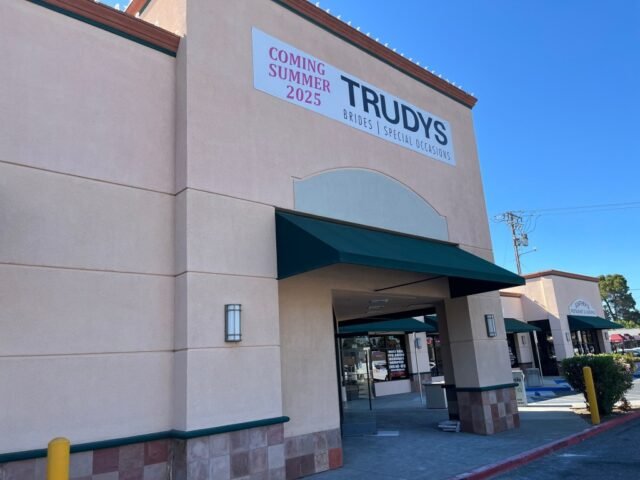 COMING
SUMMER
2025
TRUDYS
BRIDES | SPECIAL OCCASIONS